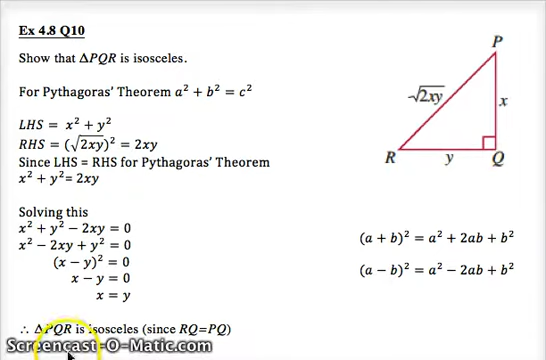 Ex 4.8 Q10
Show that ΔPQR is isosceles.
For Pythagoras' Theorem a² + b² = c²
LHS = x² + y²
RHS = (√2xy)² = 2xy
Since LHS = RHS for Pythagoras' Theorem
x² + y²= 2xy
Solving this
x² + y² − 2xy = 0
x² − 2xy + y² = 0
(x − y)² = 0
x − y = 0
x = y
∴ ΔPQR is isosceles (since RQ=PQ)
P
√2xy
x
R
y
Q
(a + b)² = a² + 2ab + b²
(a − b)² = a² − 2ab + b²
Screencast-O-Matic.com